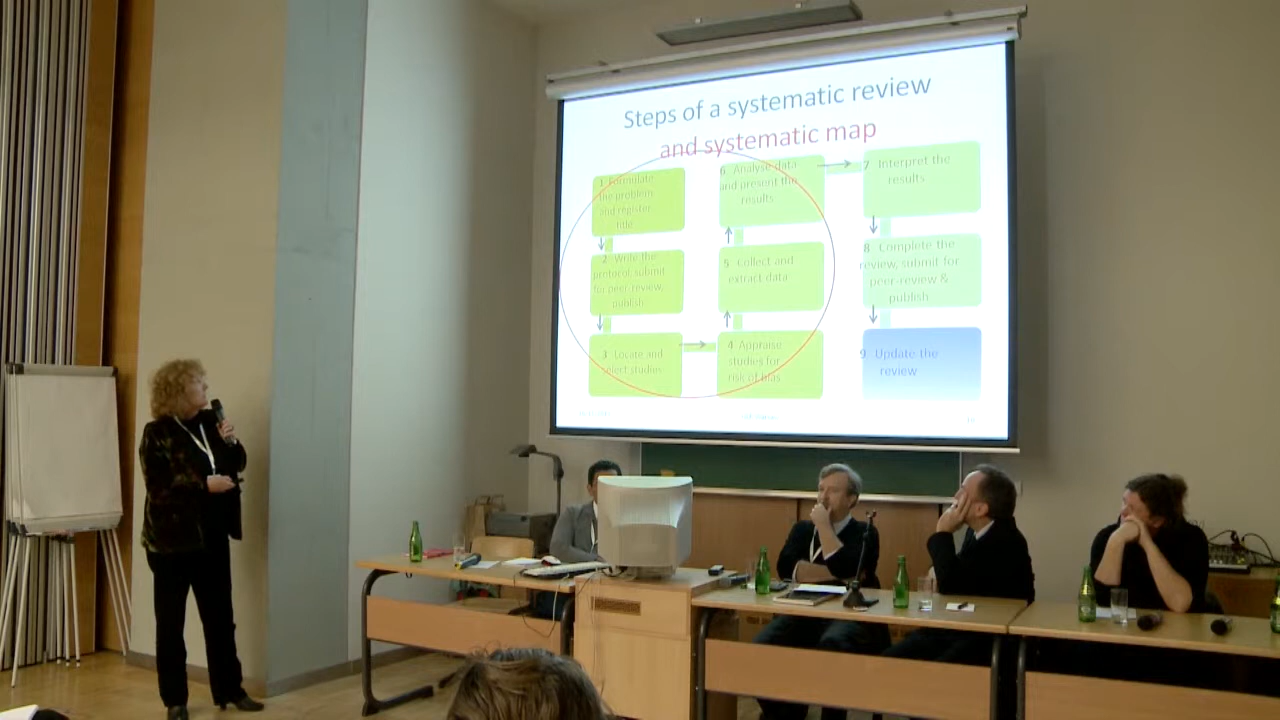 Steps of a systematic review
and systematic map
1 Formulate
the problem
and register
title
2 Write the
protocol, submit
for peer-review,
publish
3 Locate and
select studies
4 Appraise
studies for
risk of bias
5 Collect and
extract data
6 Analyse data
and present the
results
7 Interpret the
results
8 Complete the
review, submit for
peer-review &
publish
9 Update the
review